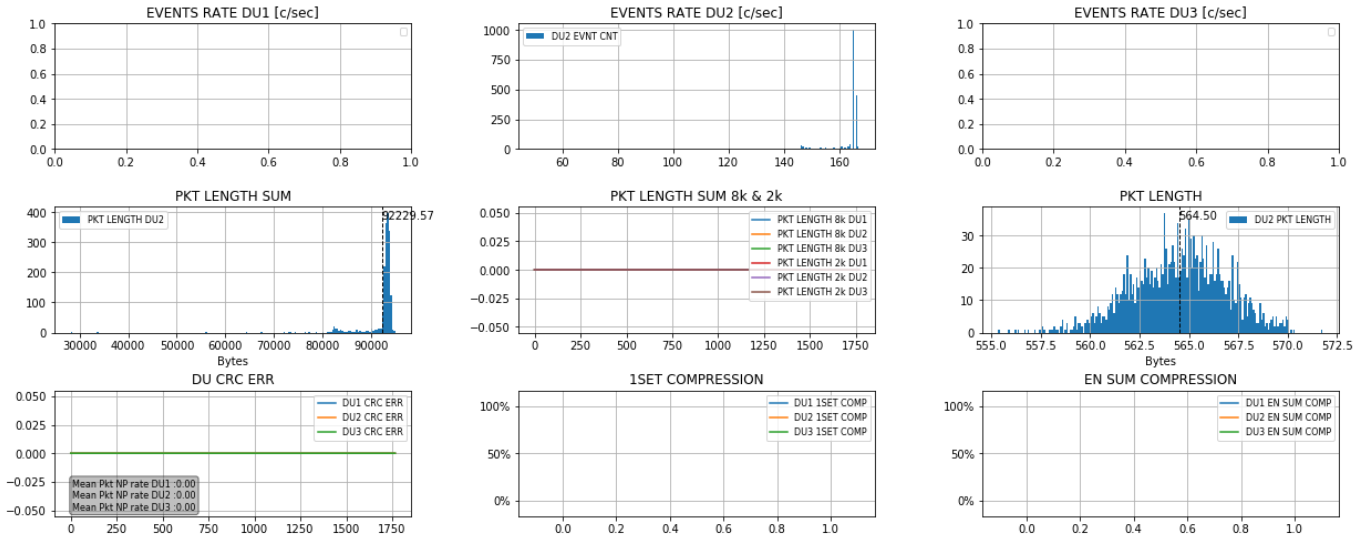 EVENTS RATE DU1 [c/sec]
1.0
0.8
0.6
0.4
0.2
0.0
0.0 0.2 0.4 0.6 0.8 1.0
EVENTS RATE DU2 [c/sec]
DU2 EVNT CNT
1000
750
500
250
0
60 80 100 120 140 160
EVENTS RATE DU3 [c/sec]
1.0
0.8
0.6
0.4
0.2
0.0
0.0 0.2 0.4 0.6 0.8 1.0
PKT LENGTH SUM
PKT LENGTH DU2
92229.57
400
300
200
100
0
30000 40000 50000 60000 70000 80000 90000
Bytes
PKT LENGTH SUM 8k & 2k
PKT LENGTH 8k DU1
PKT LENGTH 8k DU2
PKT LENGTH 8k DU3
PKT LENGTH 2k DU1
PKT LENGTH 2k DU2
PKT LENGTH 2k DU3
0.050
0.025
0.000
−0.025
−0.050
0 250 500 750 1000 1250 1500 1750
PKT LENGTH
564.50
DU2 PKT LENGTH
30
20
10
0
555.0 557.5 560.0 562.5 565.0 567.5 570.0 572.5
Bytes
DU CRC ERR
DU1 CRC ERR
DU2 CRC ERR
DU3 CRC ERR
0.050
0.025
0.000
−0.025
−0.050
Mean Pkt NP rate DU1 :0.00
Mean Pkt NP rate DU2 :0.00
Mean Pkt NP rate DU3 :0.00
0 250 500 750 1000 1250 1500 1750
1SET COMPRESSION
DU1 1SET COMP
DU2 1SET COMP
DU3 1SET COMP
100%
50%
0%
0.0 0.2 0.4 0.6 0.8 1.0
EN SUM COMPRESSION
DU1 EN SUM COMP
DU2 EN SUM COMP
DU3 EN SUM COMP
100%
50%
0%
0.0 0.2 0.4 0.6 0.8 1.0